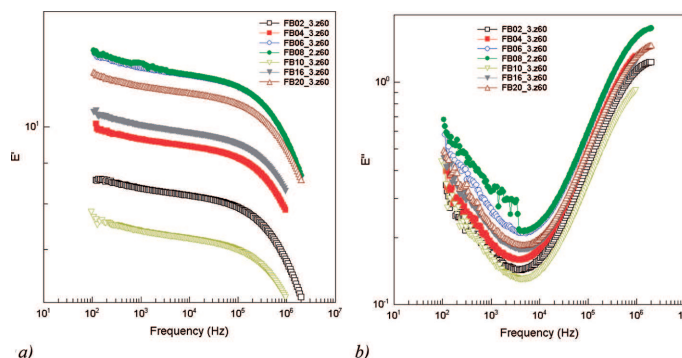 FB02_3.z60
FB04_3.z60
FB06_3.z60
FB08_2.z60
FB10_3.z60
FB16_3.z60
FB20_3.z60
10¹
E'
10¹ 10² 10³ 10⁴ 10⁵ 10⁶ 10⁷
Frequency (Hz)
a)
FB02_3.z60
FB04_3.z60
FB06_3.z60
FB08_2.z60
FB10_3.z60
FB16_3.z60
FB20_3.z60
10⁰
E"
10⁻¹
10¹ 10² 10³ 10⁴ 10⁵ 10⁶
Frequency (Hz)
b)